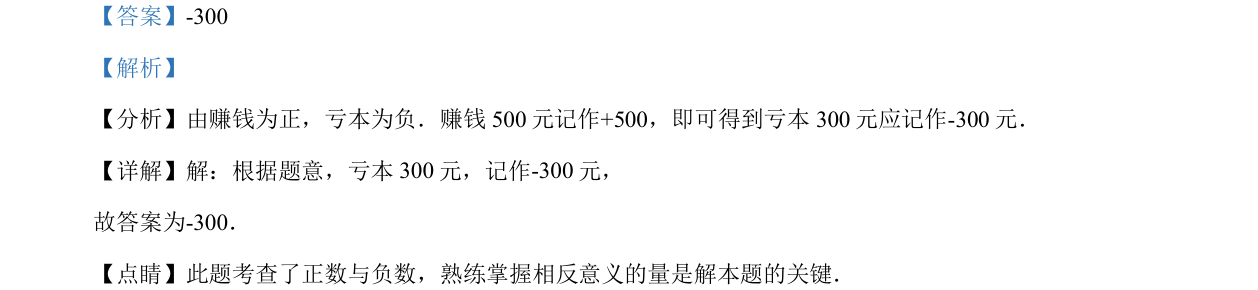 【答案】-300
【解析】
【分析】由赚钱为正，亏本为负．赚钱 500 元记作+500，即可得到亏本 300 元应记作-300 元．
【详解】解：根据题意，亏本 300 元，记作-300 元，
故答案为-300．
【点睛】此题考查了正数与负数，熟练掌握相反意义的量是解本题的关键．